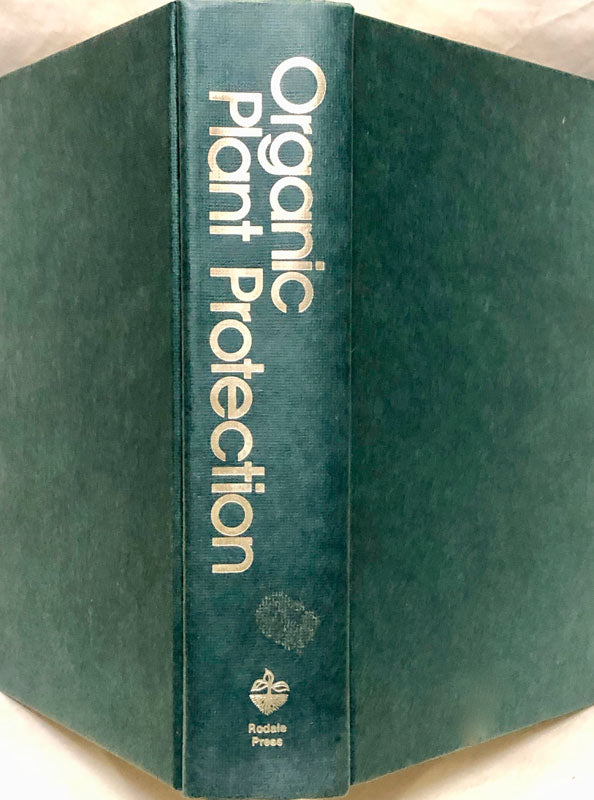 Organic
Plant Protection
Rodale
Press